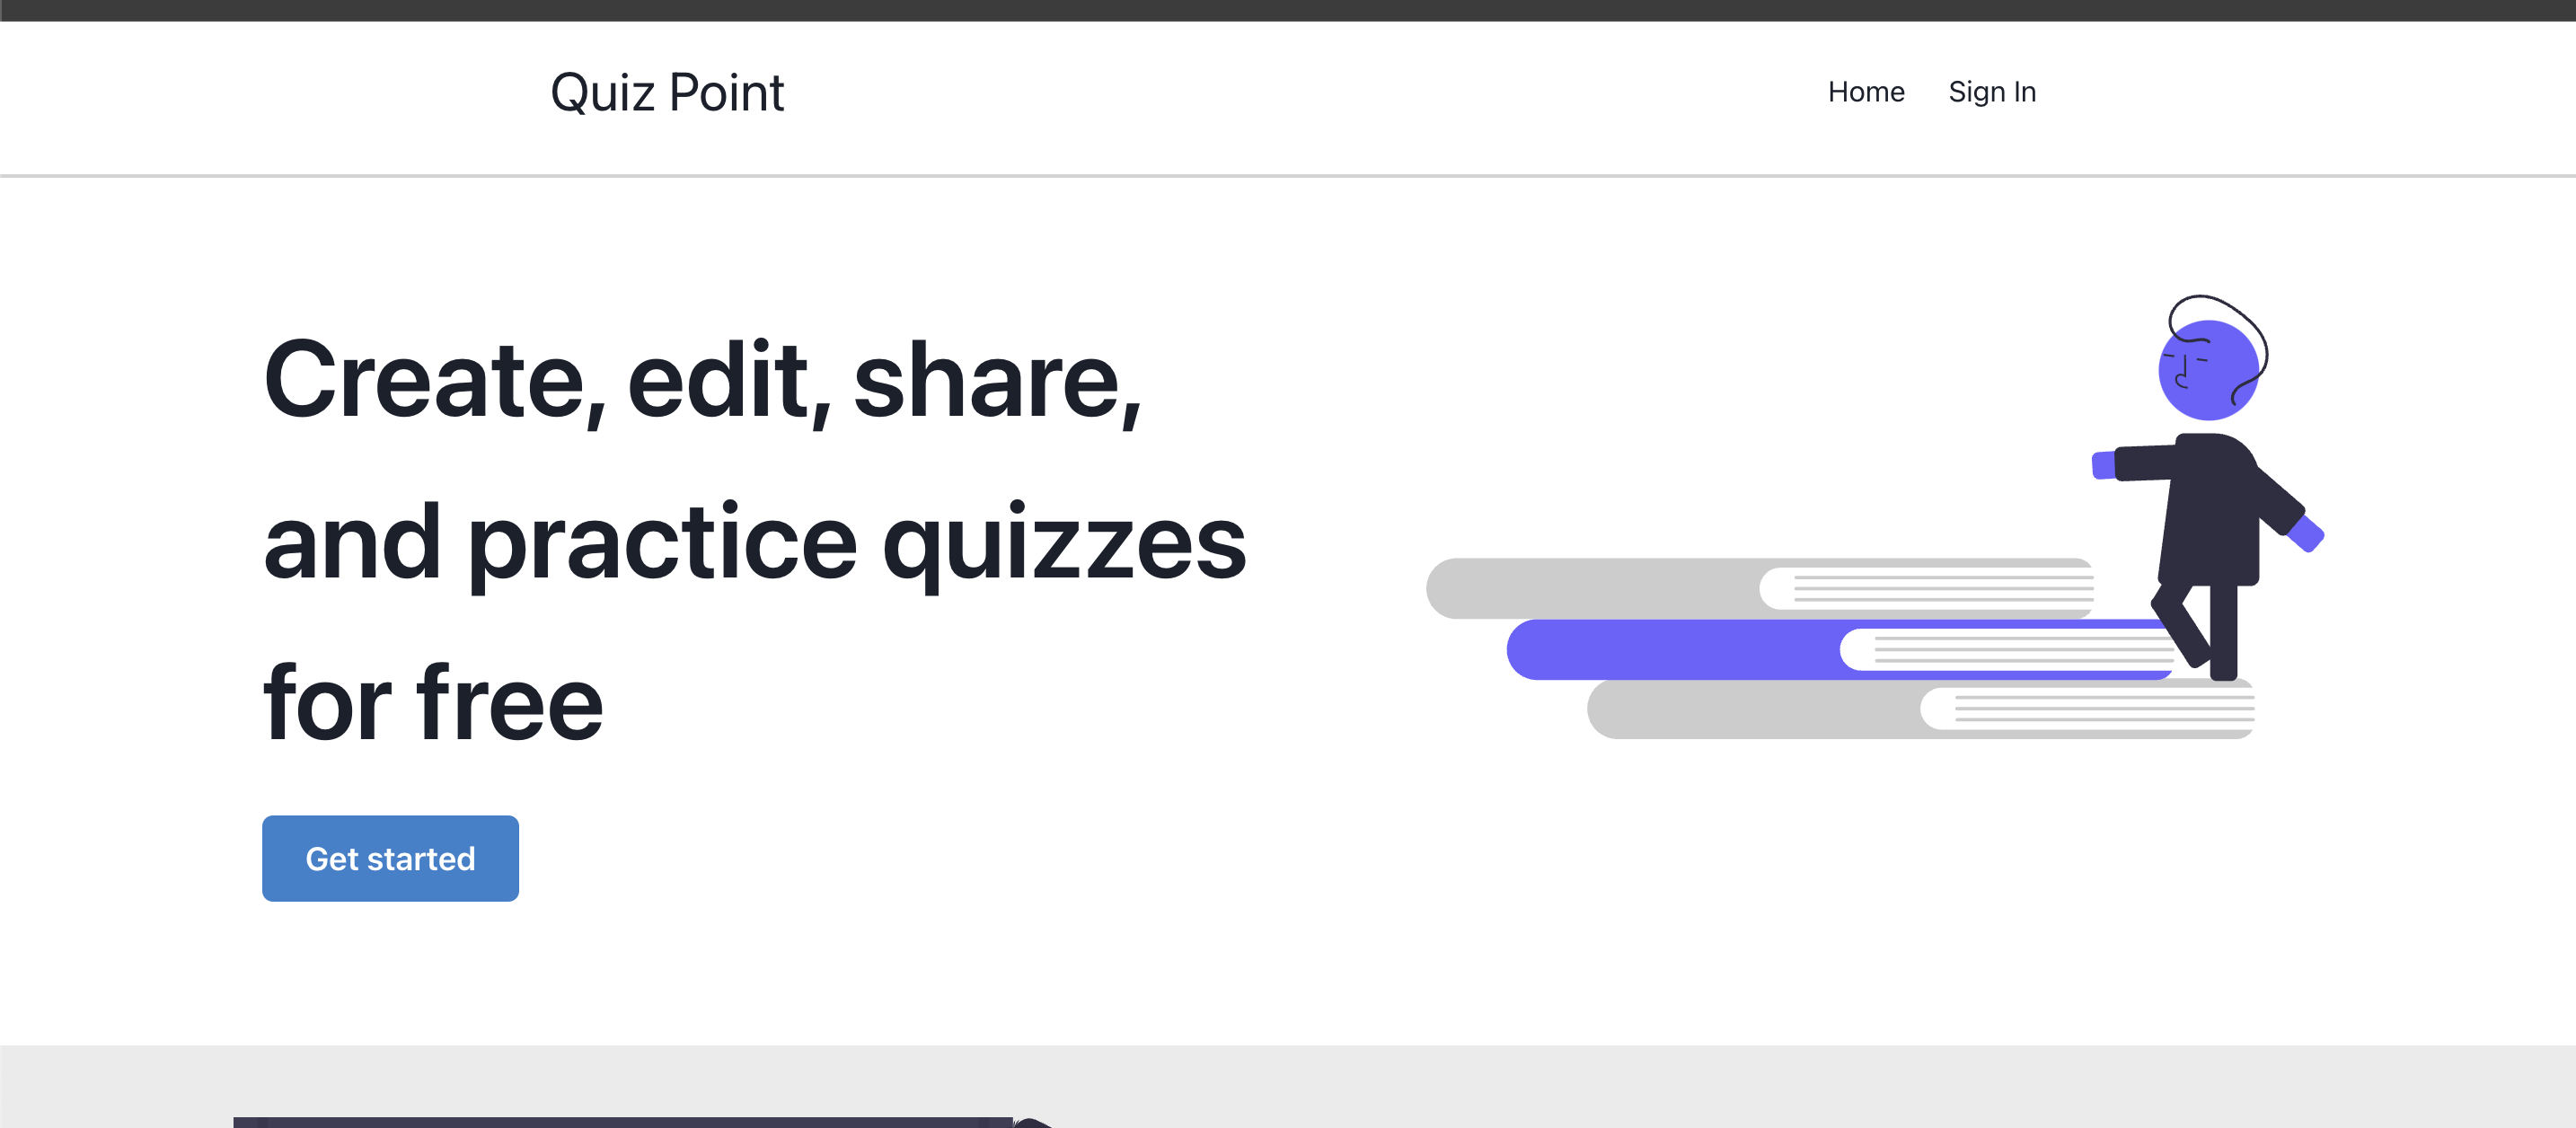 Quiz Point
Home
Sign In
Create, edit, share,
and practice quizzes
for free
Get started